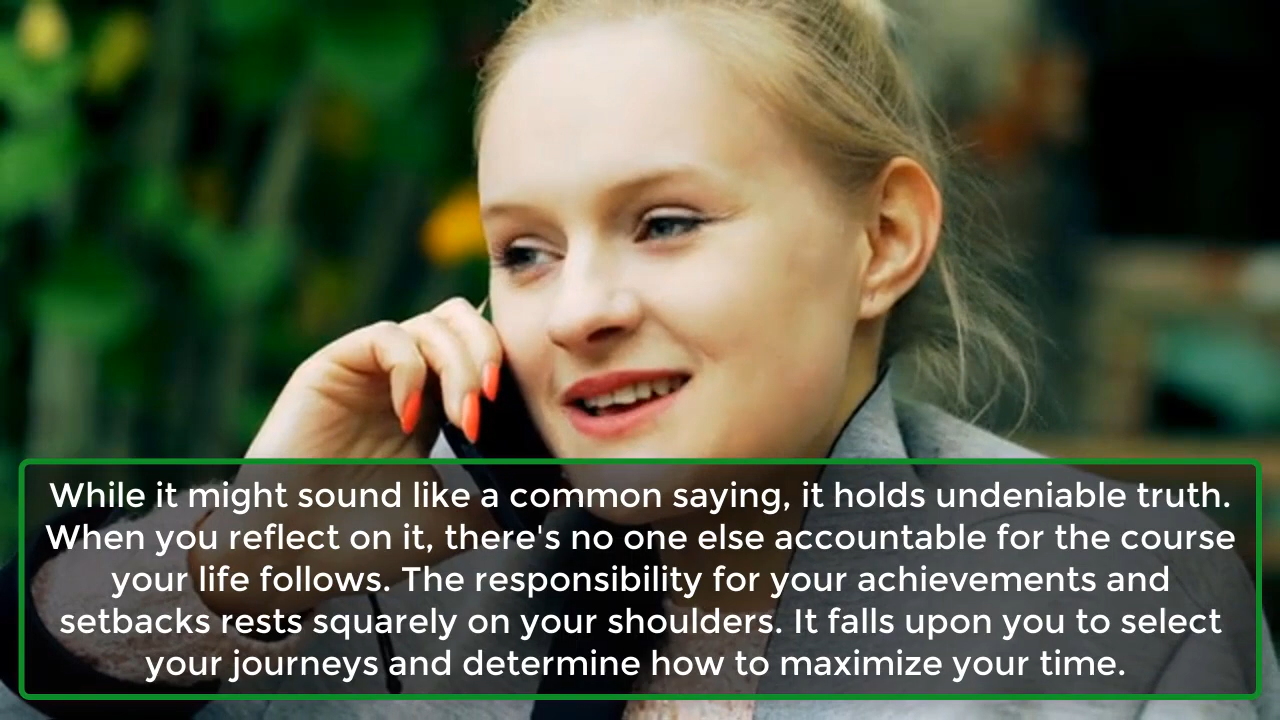 While it might sound like a common saying, it holds undeniable truth.
When you reflect on it, there's no one else accountable for the course
your life follows. The responsibility for your achievements and
setbacks rests squarely on your shoulders. It falls upon you to select
your journeys and determine how to maximize your time.